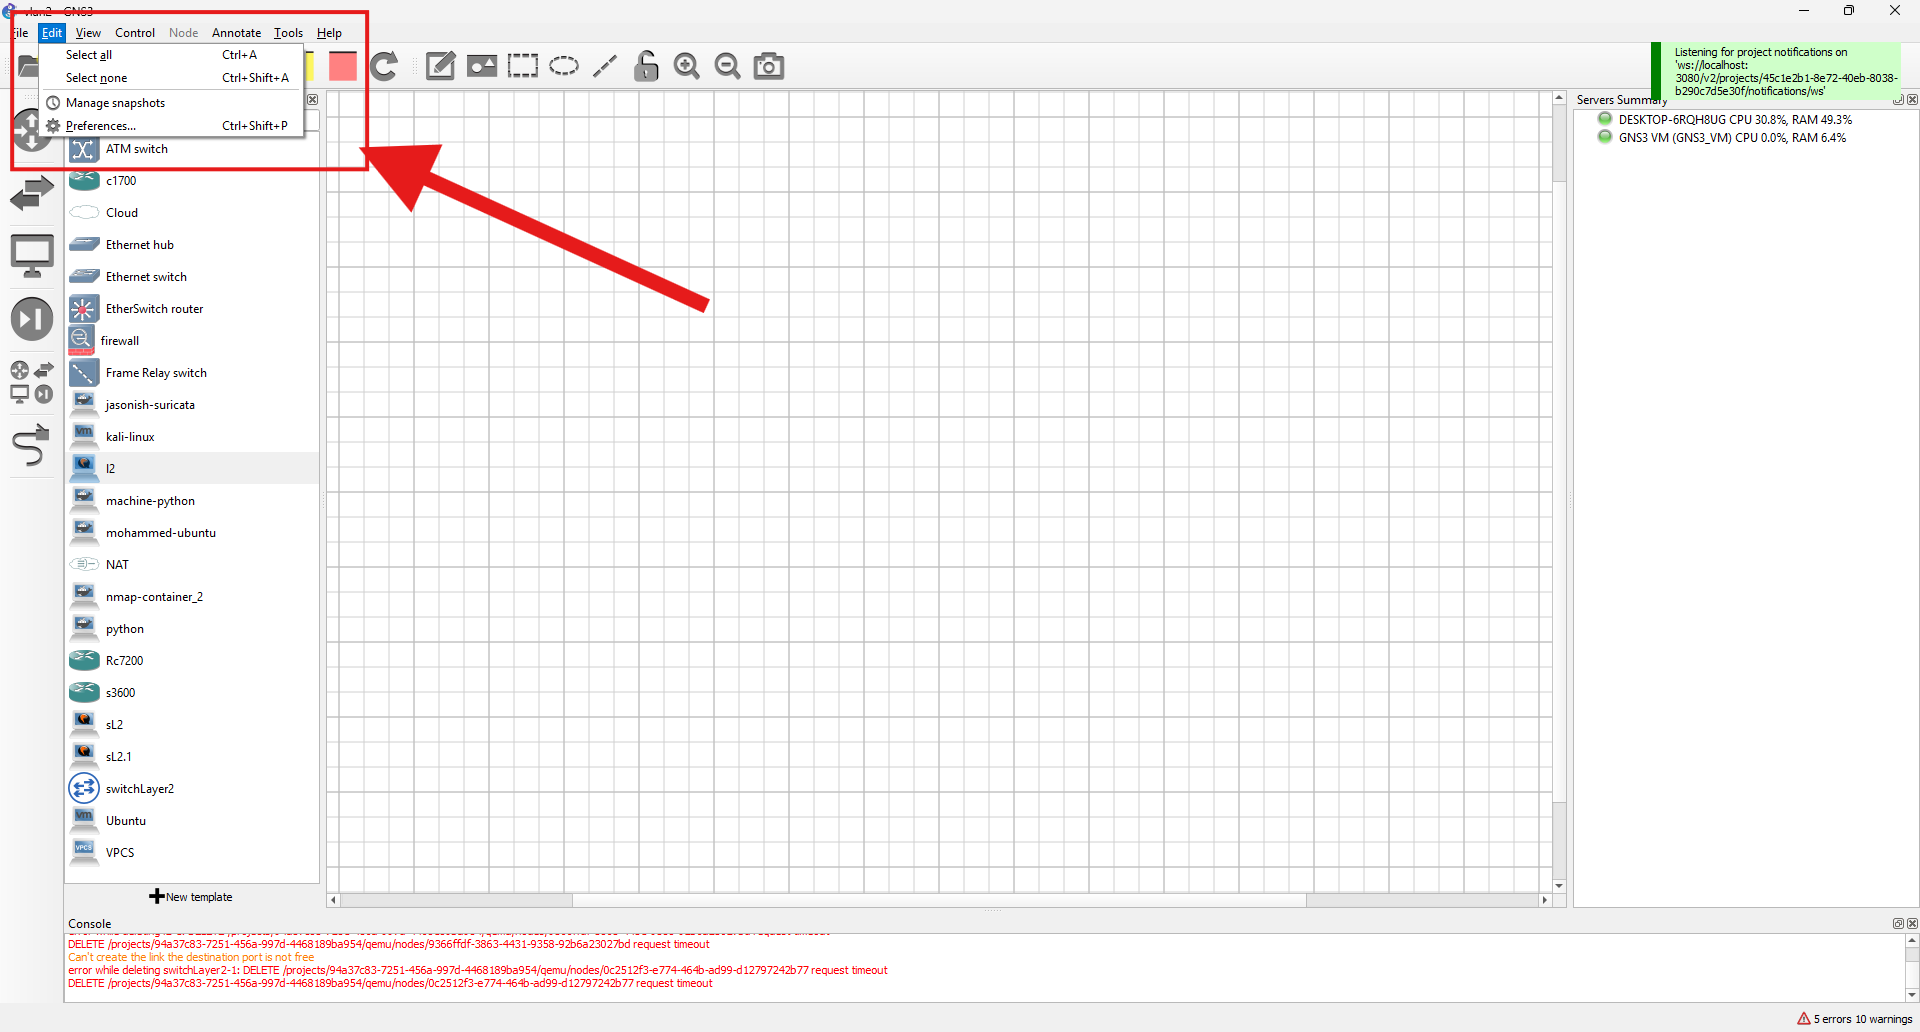 vlan2 - GNS3
ile Edit View Control Node Annotate Tools Help
Select all Ctrl+A
Select none Ctrl+Shift+A
Manage snapshots
Preferences... Ctrl+Shift+P
ATM switch
c1700
Cloud
Ethernet hub
Ethernet switch
EtherSwitch router
firewall
Frame Relay switch
jasonish-suricata
kali-linux
l2
machine-python
mohammed-ubuntu
NAT
nmap-container_2
python
Rc7200
s3600
sL2
sL2.1
switchLayer2
Ubuntu
VPCS
New template
Listening for project notifications on
'ws://localhost:
3080/v2/projects/45c1e2b1-8e72-40eb-8038-
b290c7d5e30f/notifications/ws'
Servers Summary
DESKTOP-6RQH8UG CPU 30.8%, RAM 49.3%
GNS3 VM (GNS3_VM) CPU 0.0%, RAM 6.4%
Console
DELETE /projects/94a37c83-7251-456a-997d-4468189ba954/qemu/nodes/9366ffdf-3863-4431-9358-92b6a23027bd request timeout
Can't create the link the destination port is not free
error while deleting switchLayer2-1: DELETE /projects/94a37c83-7251-456a-997d-4468189ba954/qemu/nodes/0c2512f3-e774-464b-ad99-d12797242b77 request timeout
DELETE /projects/94a37c83-7251-456a-997d-4468189ba954/qemu/nodes/0c2512f3-e774-464b-ad99-d12797242b77 request timeout
5 errors 10 warnings